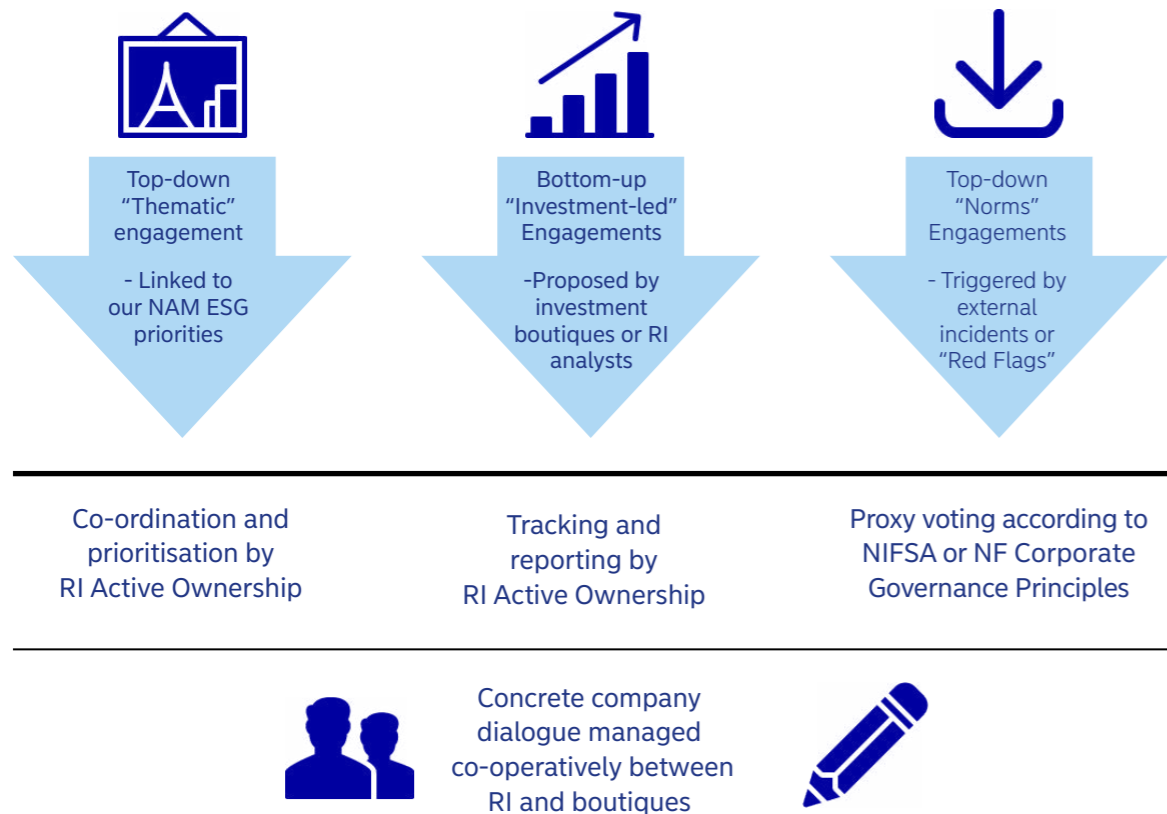 Top-down
“Thematic”
engagement
- Linked to
our NAM ESG
priorities
Bottom-up
“Investment-led”
Engagements
-Proposed by
investment
boutiques or RI
analysts
Top-down
“Norms”
Engagements
- Triggered by
external
incidents or
“Red Flags”
Co-ordination and
prioritisation by
RI Active Ownership
Tracking and
reporting by
RI Active Ownership
Proxy voting according to
NIFSA or NF Corporate
Governance Principles
Concrete company
dialogue managed
co-operatively between
RI and boutiques